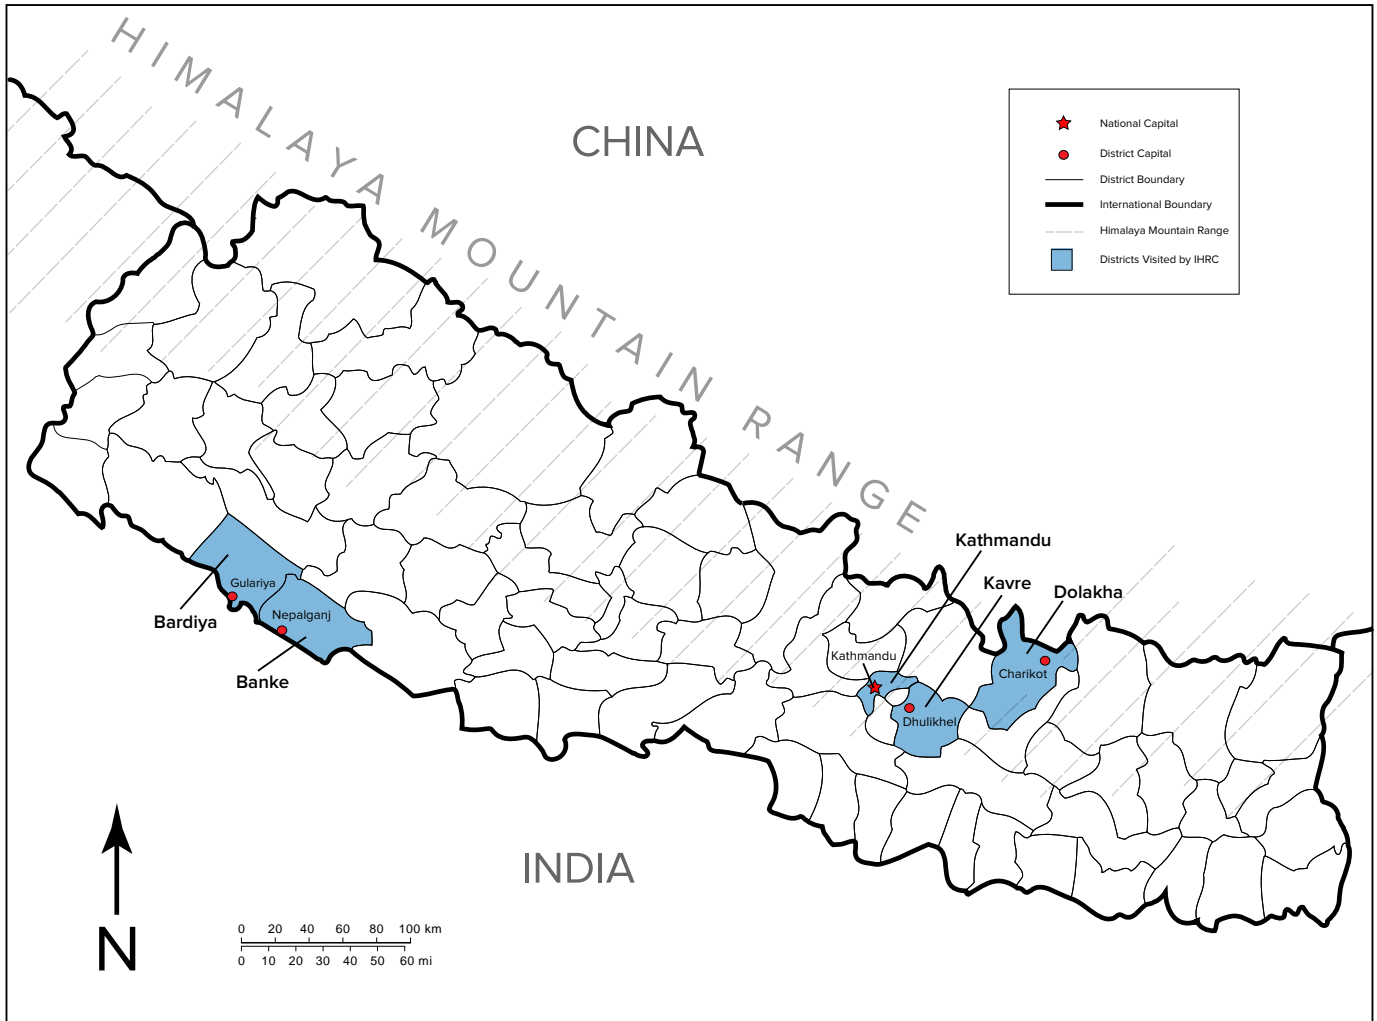 HIMALAYA MOUNTAIN RANGE
CHINA
National Capital
District Capital
District Boundary
International Boundary
Himalaya Mountain Range
Districts Visited by IHRC
Kathmandu
Kavre
Dolakha
Gulariya
Nepalganj
Bardiya
Banke
Kathmandu
Charikot
Dhulikhel
INDIA
N
0 20 40 60 80 100 km
0 10 20 30 40 50 60 mi